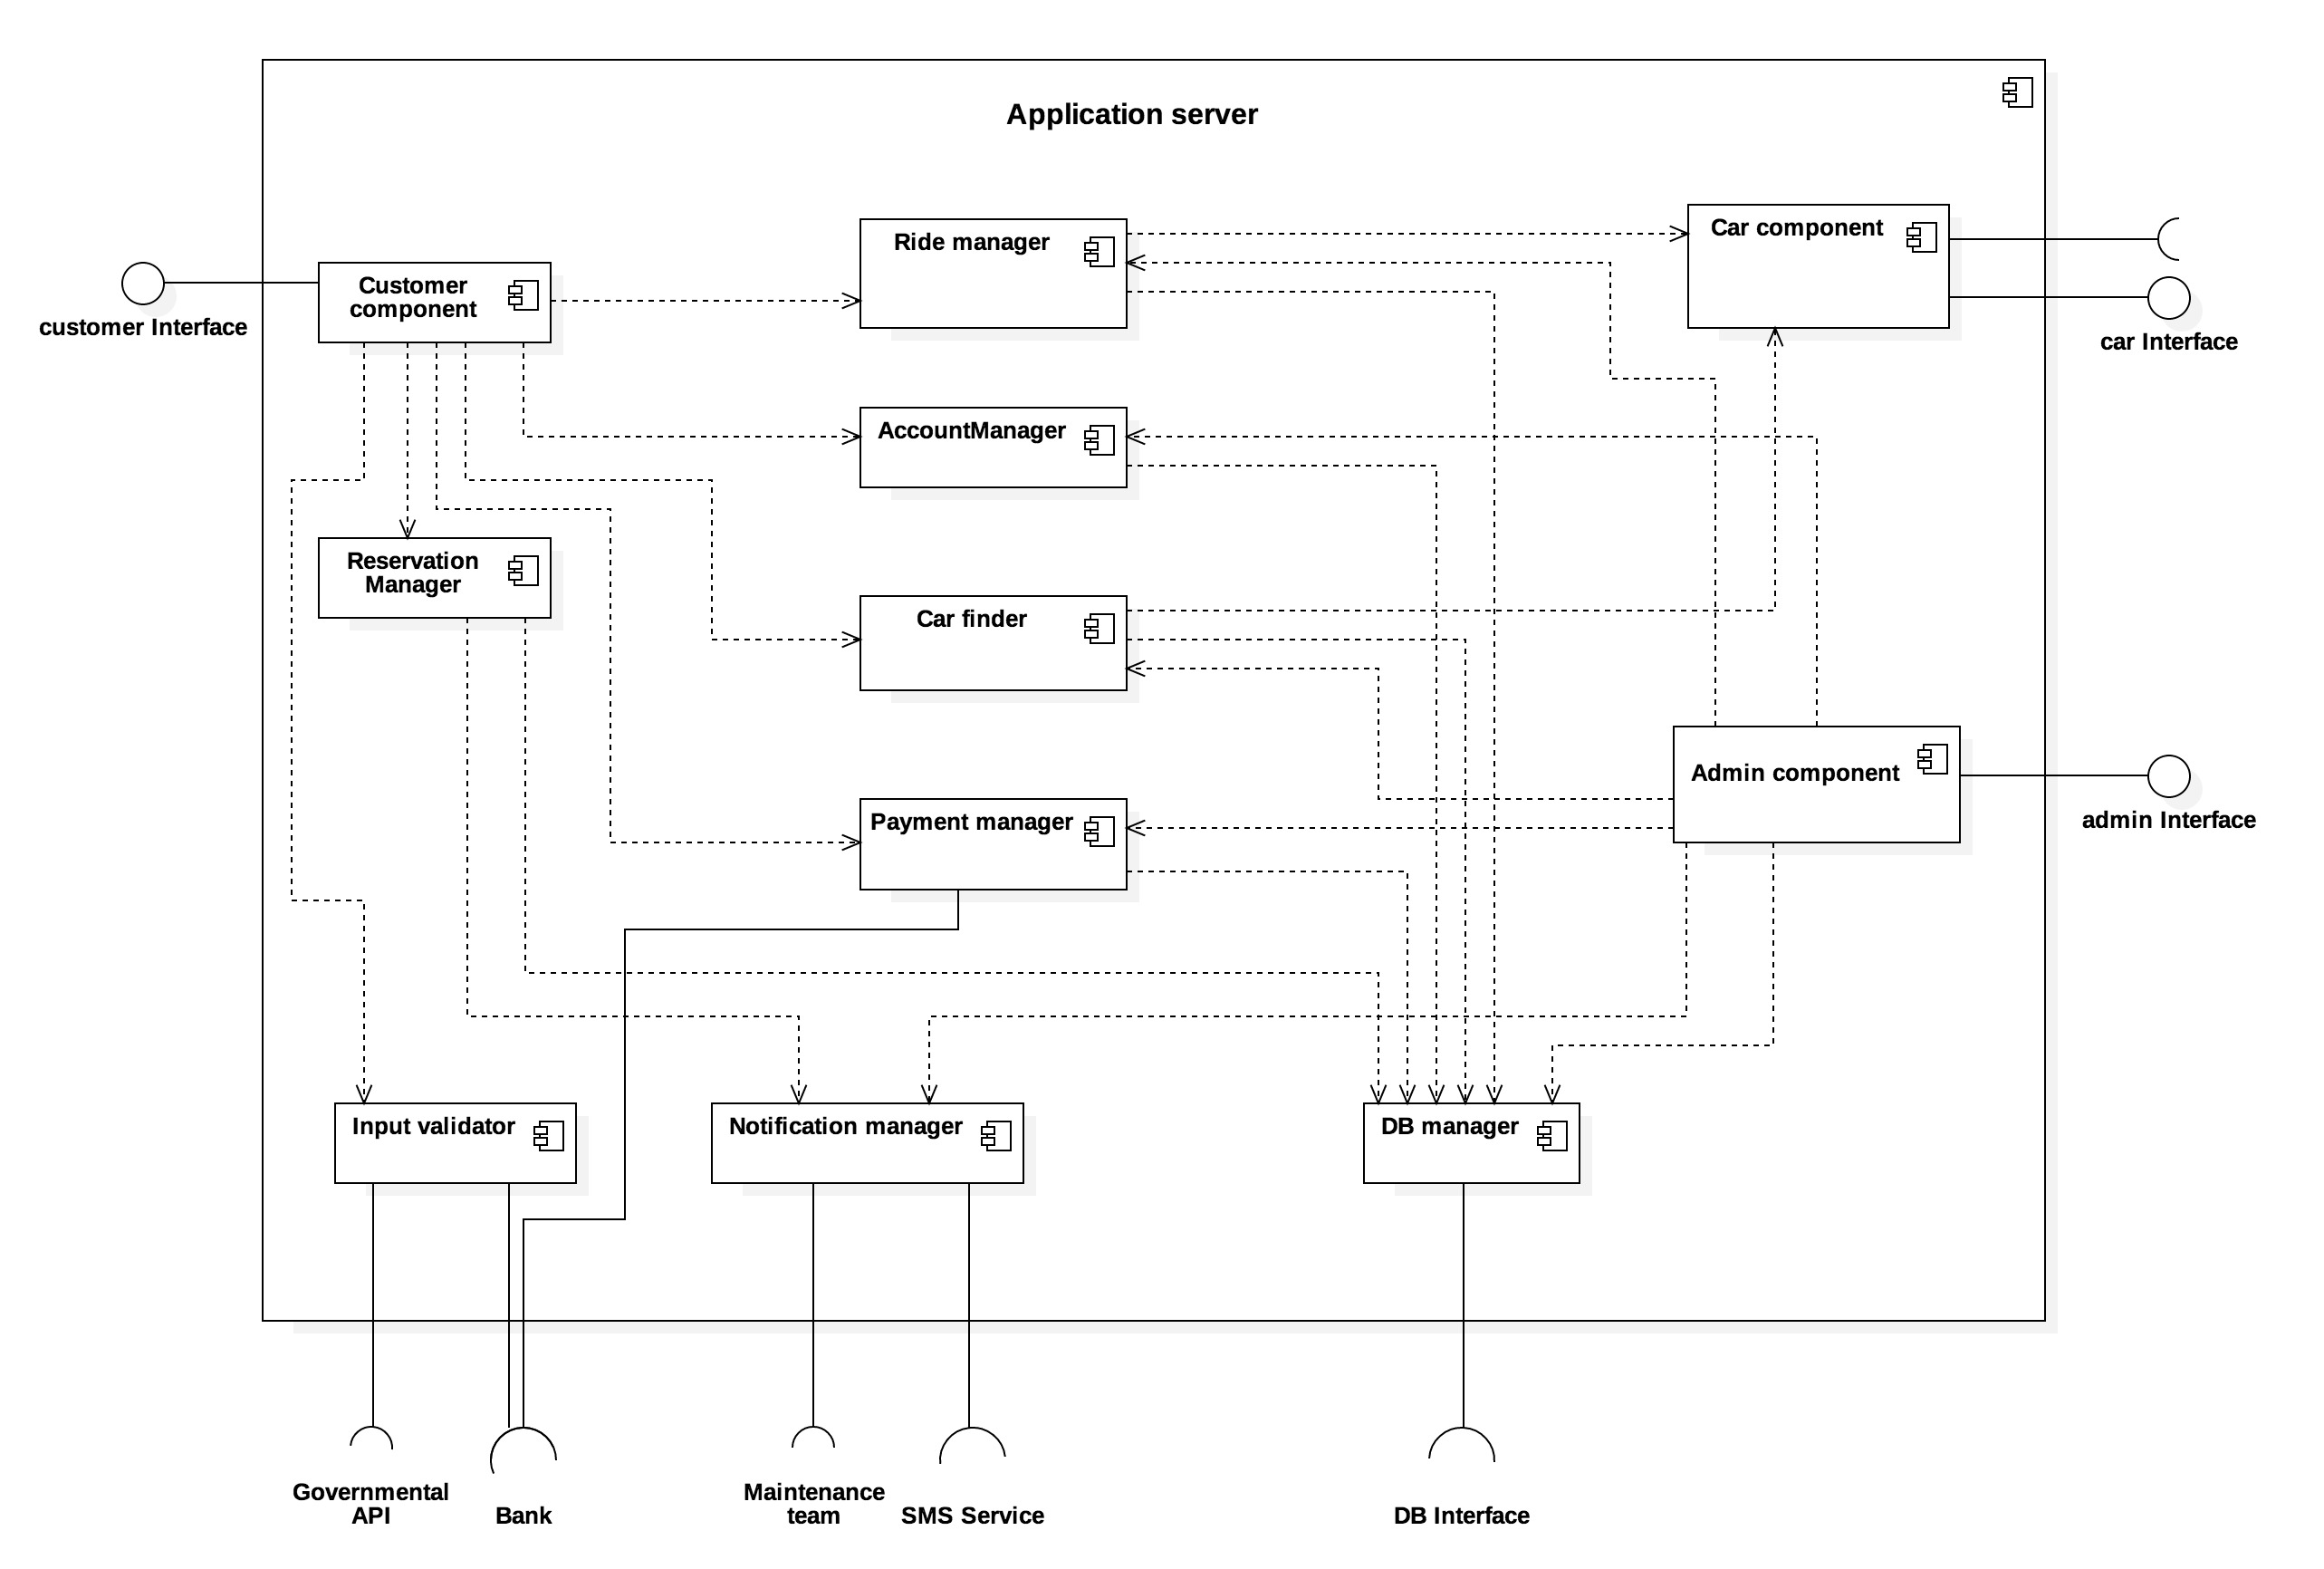 Application server
Ride manager
Car component
Customer
component
customer Interface
car Interface
AccountManager
Reservation
Manager
Car finder
Admin component
Payment manager
admin Interface
Input validator
Notification manager
DB manager
Governmental
API
Bank
Maintenance
team
SMS Service
DB Interface